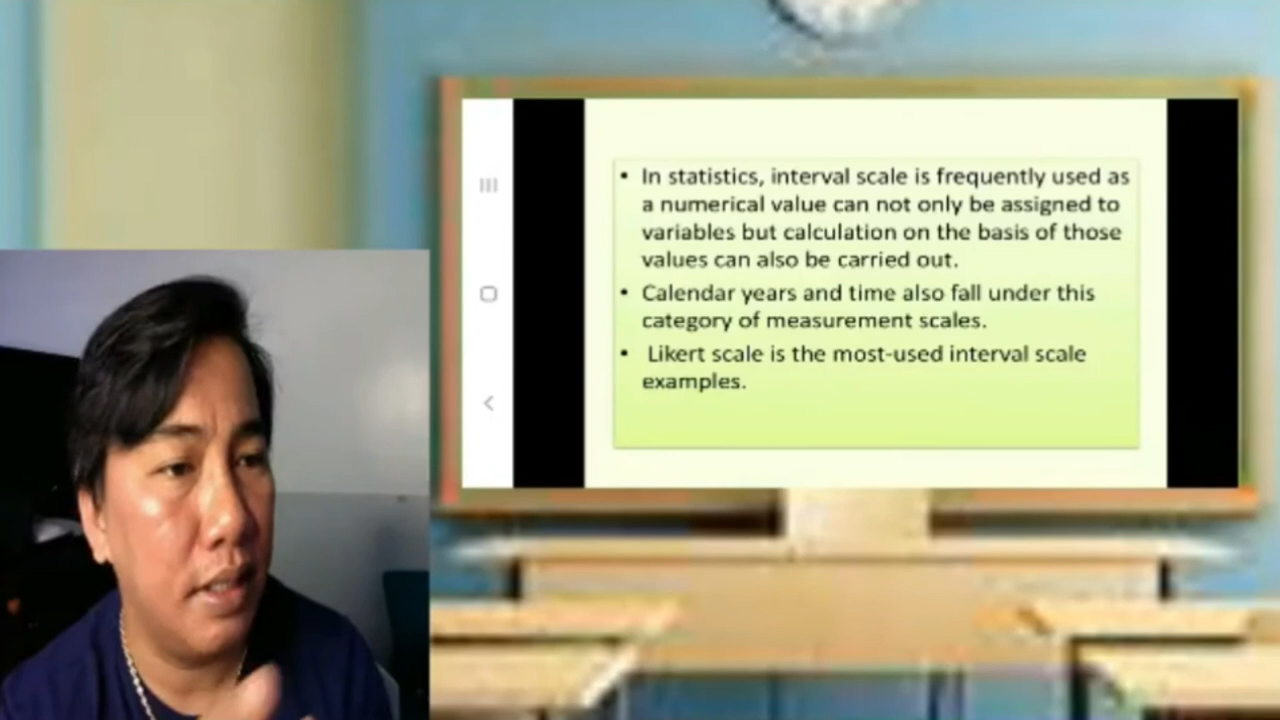 • In statistics, interval scale is frequently used as
a numerical value can not only be assigned to
variables but calculation on the basis of those
values can also be carried out.
• Calendar years and time also fall under this
category of measurement scales.
• Likert scale is the most-used interval scale
examples.